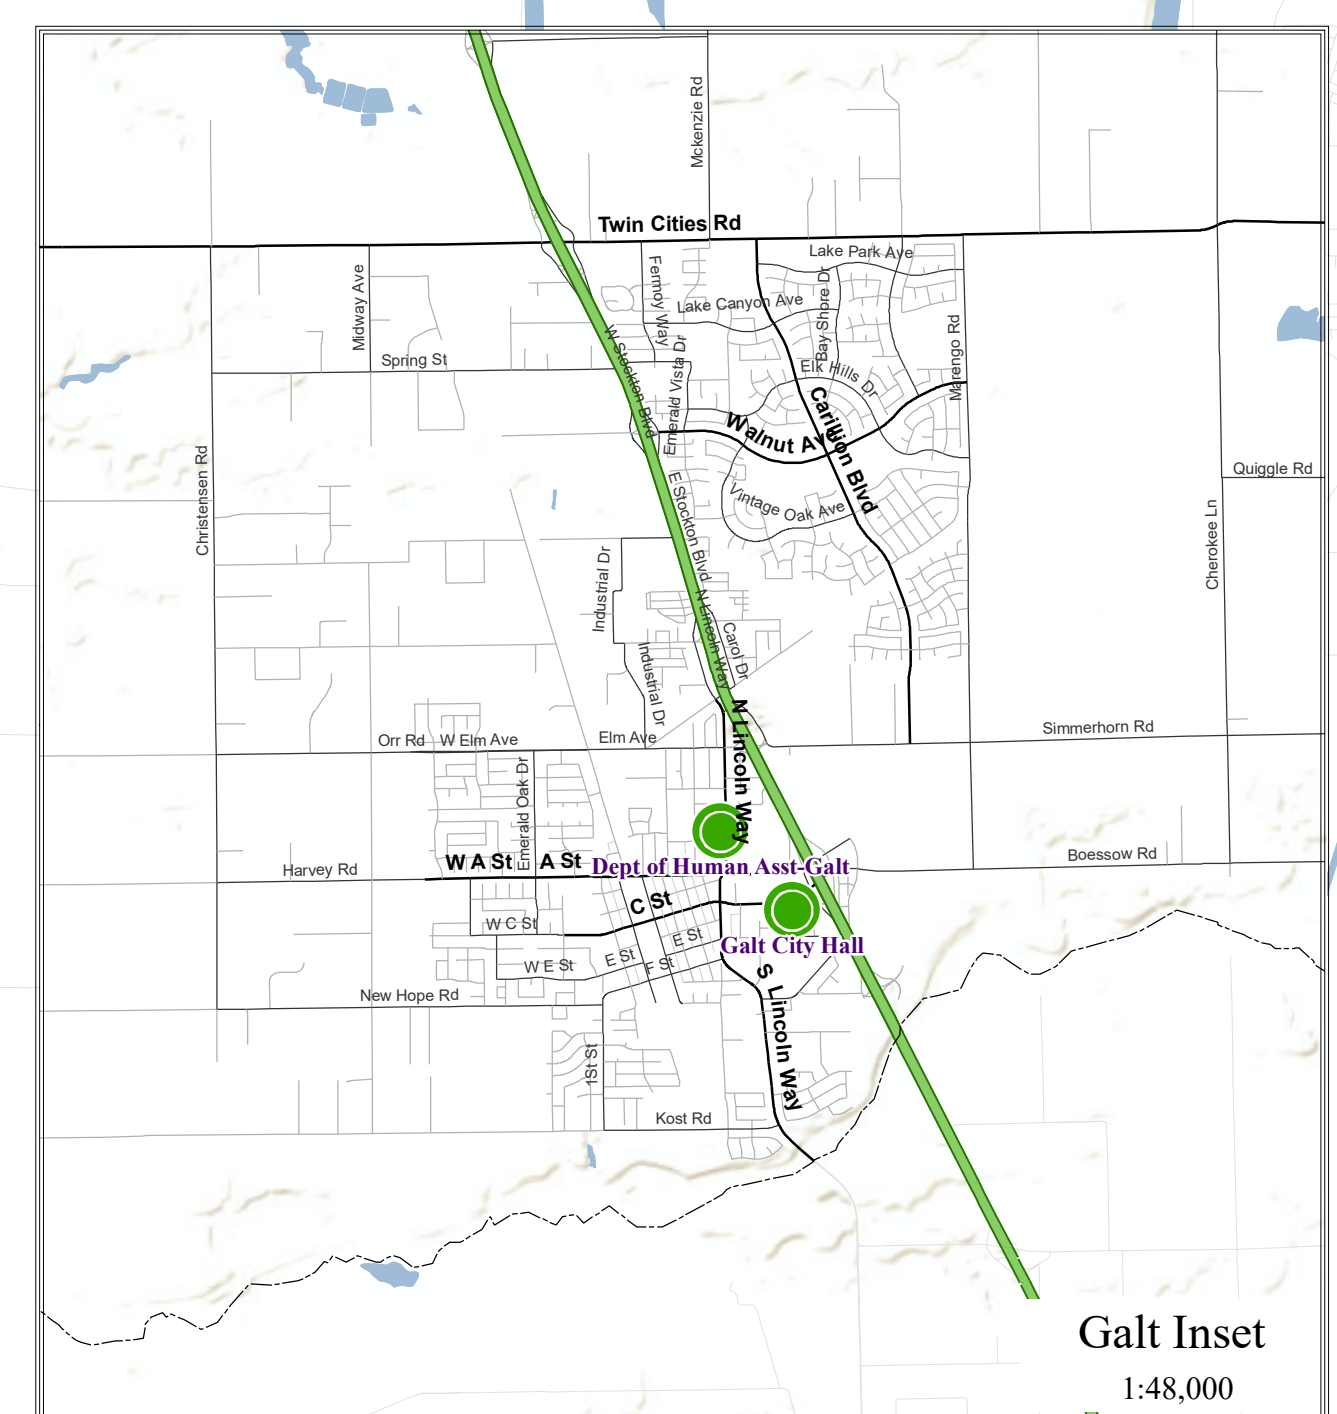 Mckenzie Rd
Twin Cities Rd
Lake Park Ave
Midway Ave
Fermoy Way
Lake Canyon Ave
Bay Shore Dr
Marengo Rd
W Stockton Blvd
Emerald Vista Dr
Spring St
Elk Hills Dr
Carillion Blvd
Walnut Ave
Christensen Rd
Quiggle Rd
E Stockton Blvd
Vintage Oak Ave
Cherokee Ln
Industrial Dr
N Lincoln Way
Carol Dr
Industrial Dr
N Lincoln Way
Orr Rd
W Elm Ave
Elm Ave
Simmerhorn Rd
Emerald Oak Dr
Harvey Rd
W A St
A St
Dept of Human Asst-Galt
Boessow Rd
C St
W C St
E St
Galt City Hall
E St
F St
W E St
S Lincoln Way
New Hope Rd
1St St
Kost Rd
Galt Inset
1:48,000